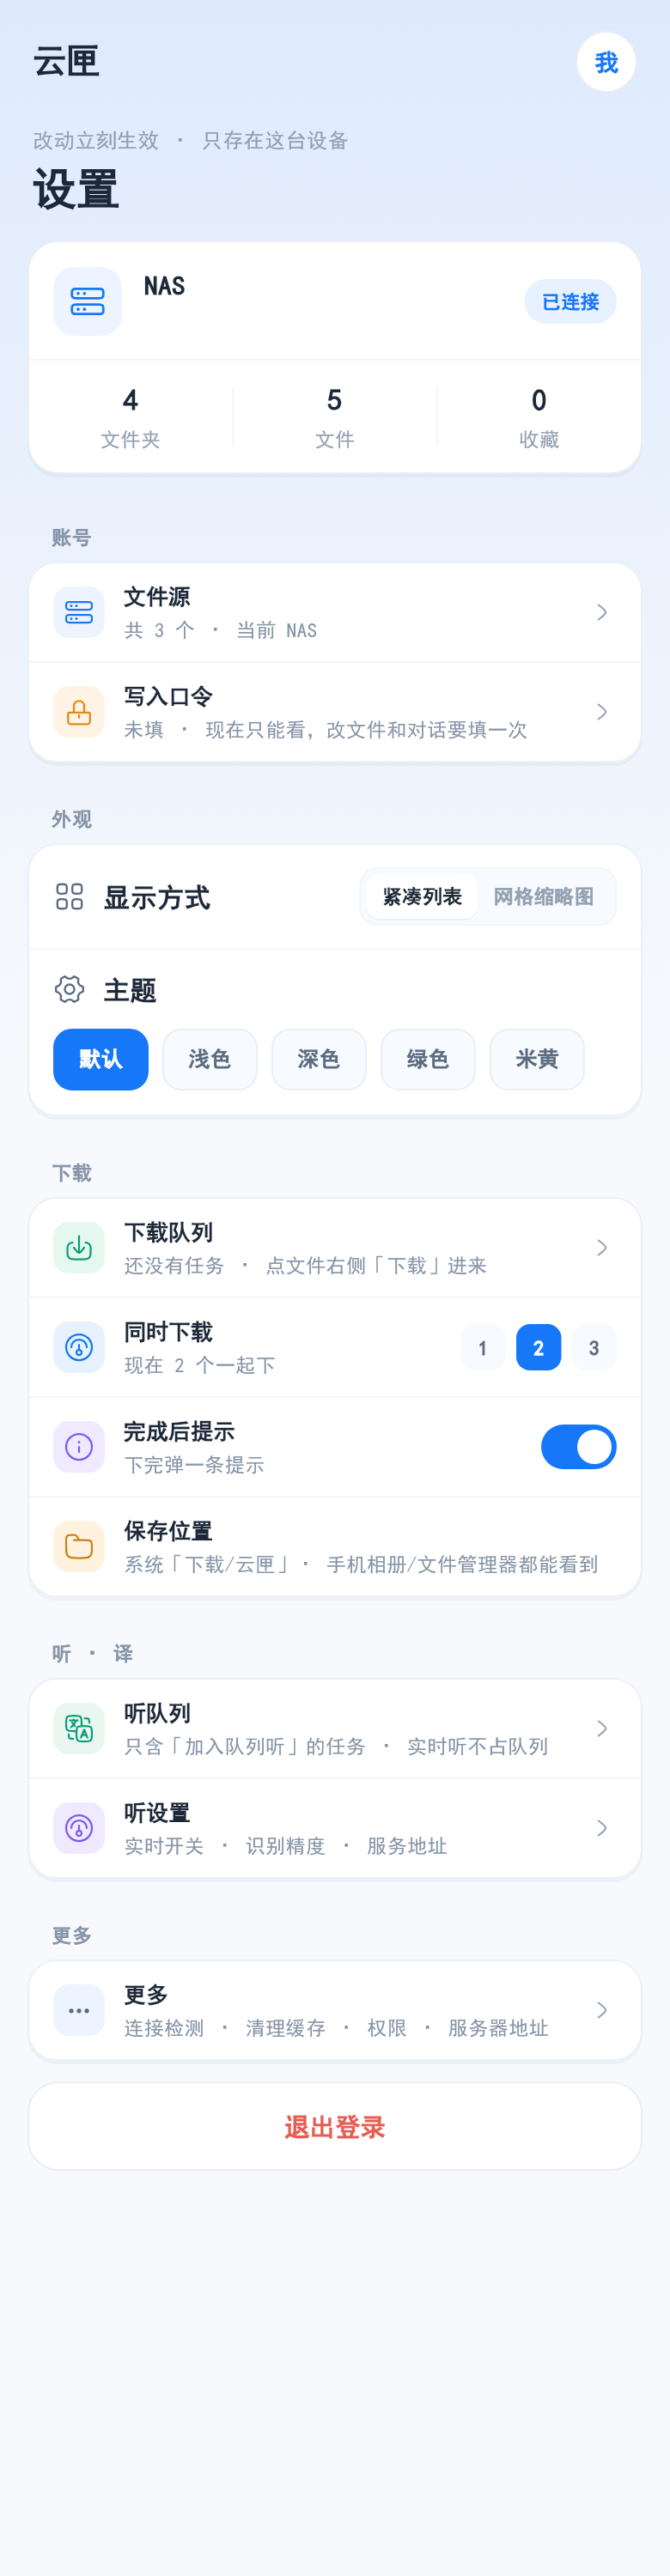 云匣
我
改动立刻生效 · 只存在这台设备
设置
NAS
已连接
4
5
0
文件夹
文件
收藏
账号
文件源
共 3 个 · 当前 NAS
写入口令
未填 · 现在只能看，改文件和对话要填一次
外观
显示方式
紧凑列表
网格缩略图
主题
默认
浅色
深色
绿色
米黄
下载
下载队列
还没有任务 · 点文件右侧「下载」进来
同时下载
1
2
3
现在 2 个一起下
完成后提示
下完弹一条提示
保存位置
系统「下载/云匣」· 手机相册/文件管理器都能看到
听 · 译
听队列
只含「加入队列听」的任务 · 实时听不占队列
听设置
实时开关 · 识别精度 · 服务地址
更多
更多
连接检测 · 清理缓存 · 权限 · 服务器地址
退出登录